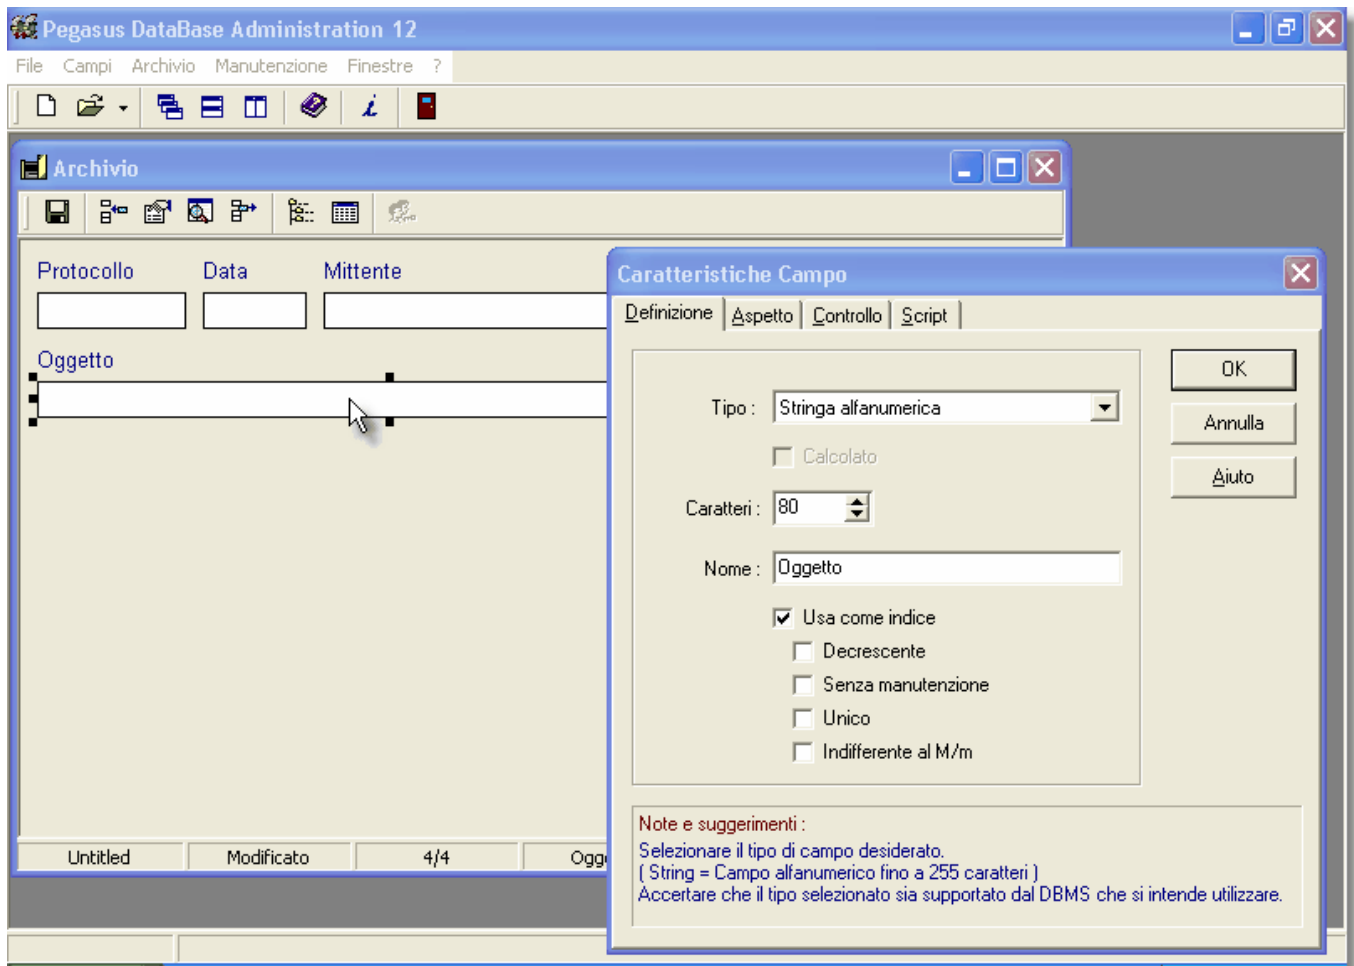 Pegasus DataBase Administration 12
File Campi Archivio Manutenzione Finestre ?
Archivio
Protocollo Data Mittente
Oggetto
Untitled Modificato 4/4 Ogg
Caratteristiche Campo
Definizione Aspetto Controllo Script
Tipo : Stringa alfanumerica
Calcolato
Caratteri : 80
Nome : Oggetto
Usa come indice
Decrescente
Senza manutenzione
Unico
Indifferente al M/m
OK
Annulla
Aiuto
Note e suggerimenti :
Selezionare il tipo di campo desiderato.
( String = Campo alfanumerico fino a 255 caratteri )
Accertare che il tipo selezionato sia supportato dal DBMS che si intende utilizzare.